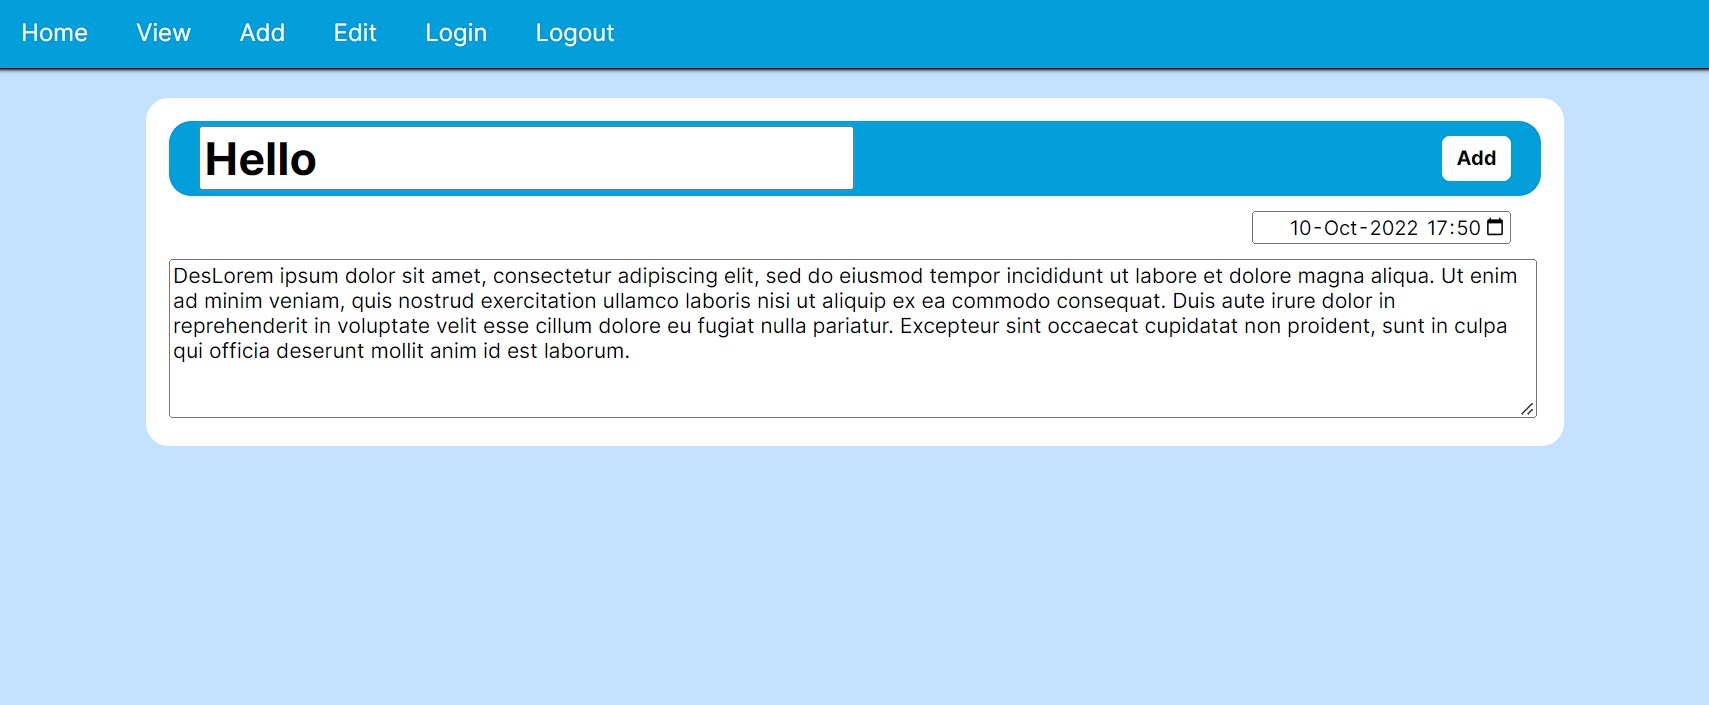 Home View Add Edit Login Logout
Hello
Add
10-Oct-2022 17:50
DesLorem ipsum dolor sit amet, consectetur adipiscing elit, sed do eiusmod tempor incididunt ut labore et dolore magna aliqua. Ut enim
ad minim veniam, quis nostrud exercitation ullamco laboris nisi ut aliquip ex ea commodo consequat. Duis aute irure dolor in
reprehenderit in voluptate velit esse cillum dolore eu fugiat nulla pariatur. Excepteur sint occaecat cupidatat non proident, sunt in culpa
qui officia deserunt mollit anim id est laborum.